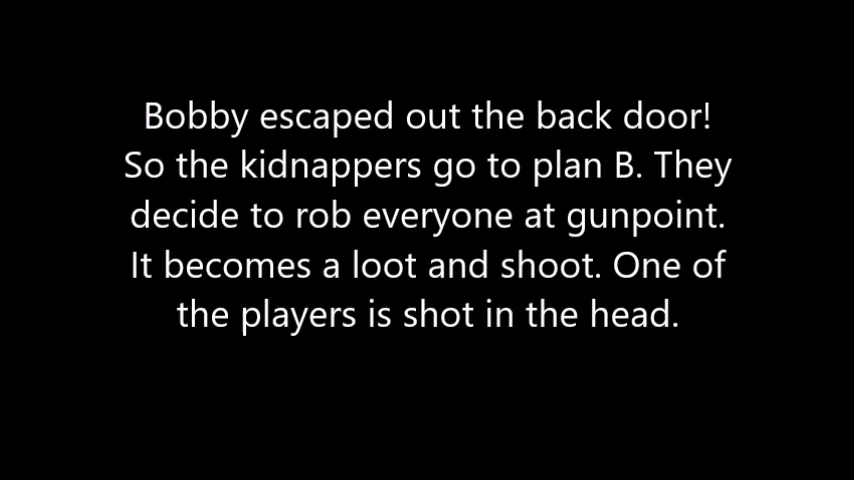 Bobby escaped out the back door!
So the kidnappers go to plan B. They
decide to rob everyone at gunpoint.
It becomes a loot and shoot. One of
the players is shot in the head.